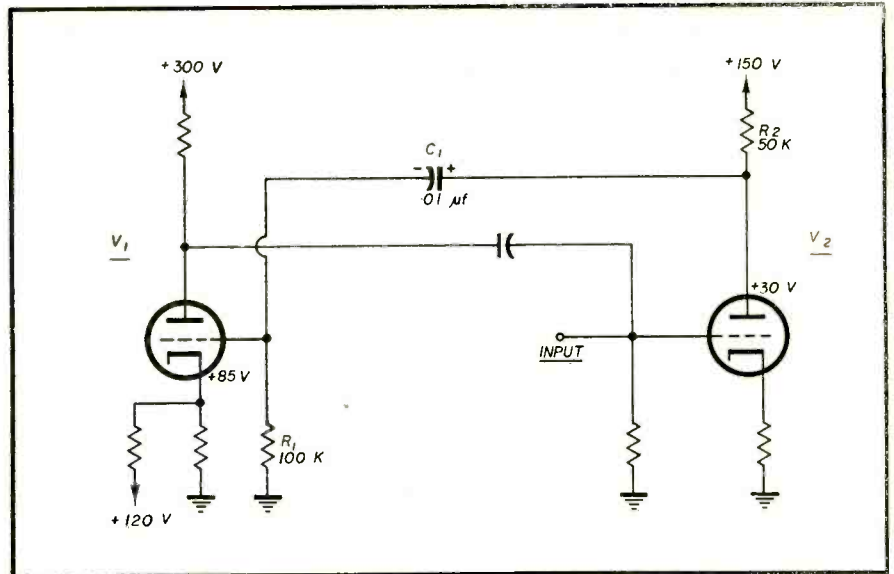 +300 V
+150 V
C1
- +
.01 µf
R2
50 K
V1
V2
+30 V
INPUT
+85 V
R1
100 K
+120 V